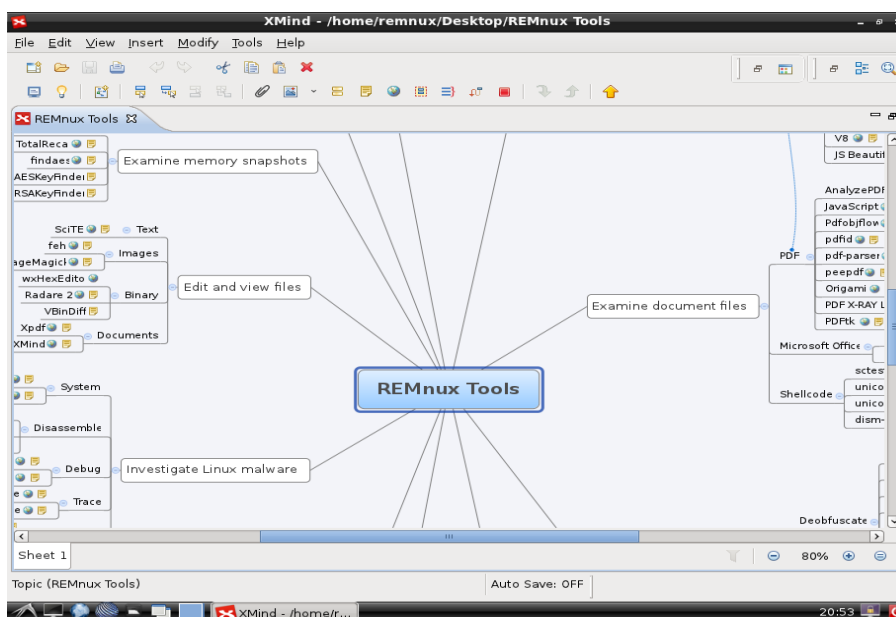 XMind - /home/remnux/Desktop/REMnux Tools
File Edit View Insert Modify Tools Help
REMnux Tools
TotalReca
findaes
AESKeyFinder
RSAKeyFinder
Examine memory snapshots
SciTE
Text
feh
ageMagick
Images
wxHexEdito
Radare 2
VBinDiff
Binary
Xpdf
XMind
Documents
Edit and view files
System
Disassemble
Debug
Trace
Investigate Linux malware
REMnux Tools
Examine document files
V8
JS Beautif
PDF
AnalyzePDF
JavaScript
Pdfobjflow
pdfid
pdf-parser
peepdf
Origami
PDF X-RAY L
PDFtk
Microsoft Office
Shellcode
sctes
unico
unico
dism-
Deobfuscate
Sheet 1
80%
Topic (REMnux Tools)
Auto Save: OFF
XMind - /home/r...
20:53